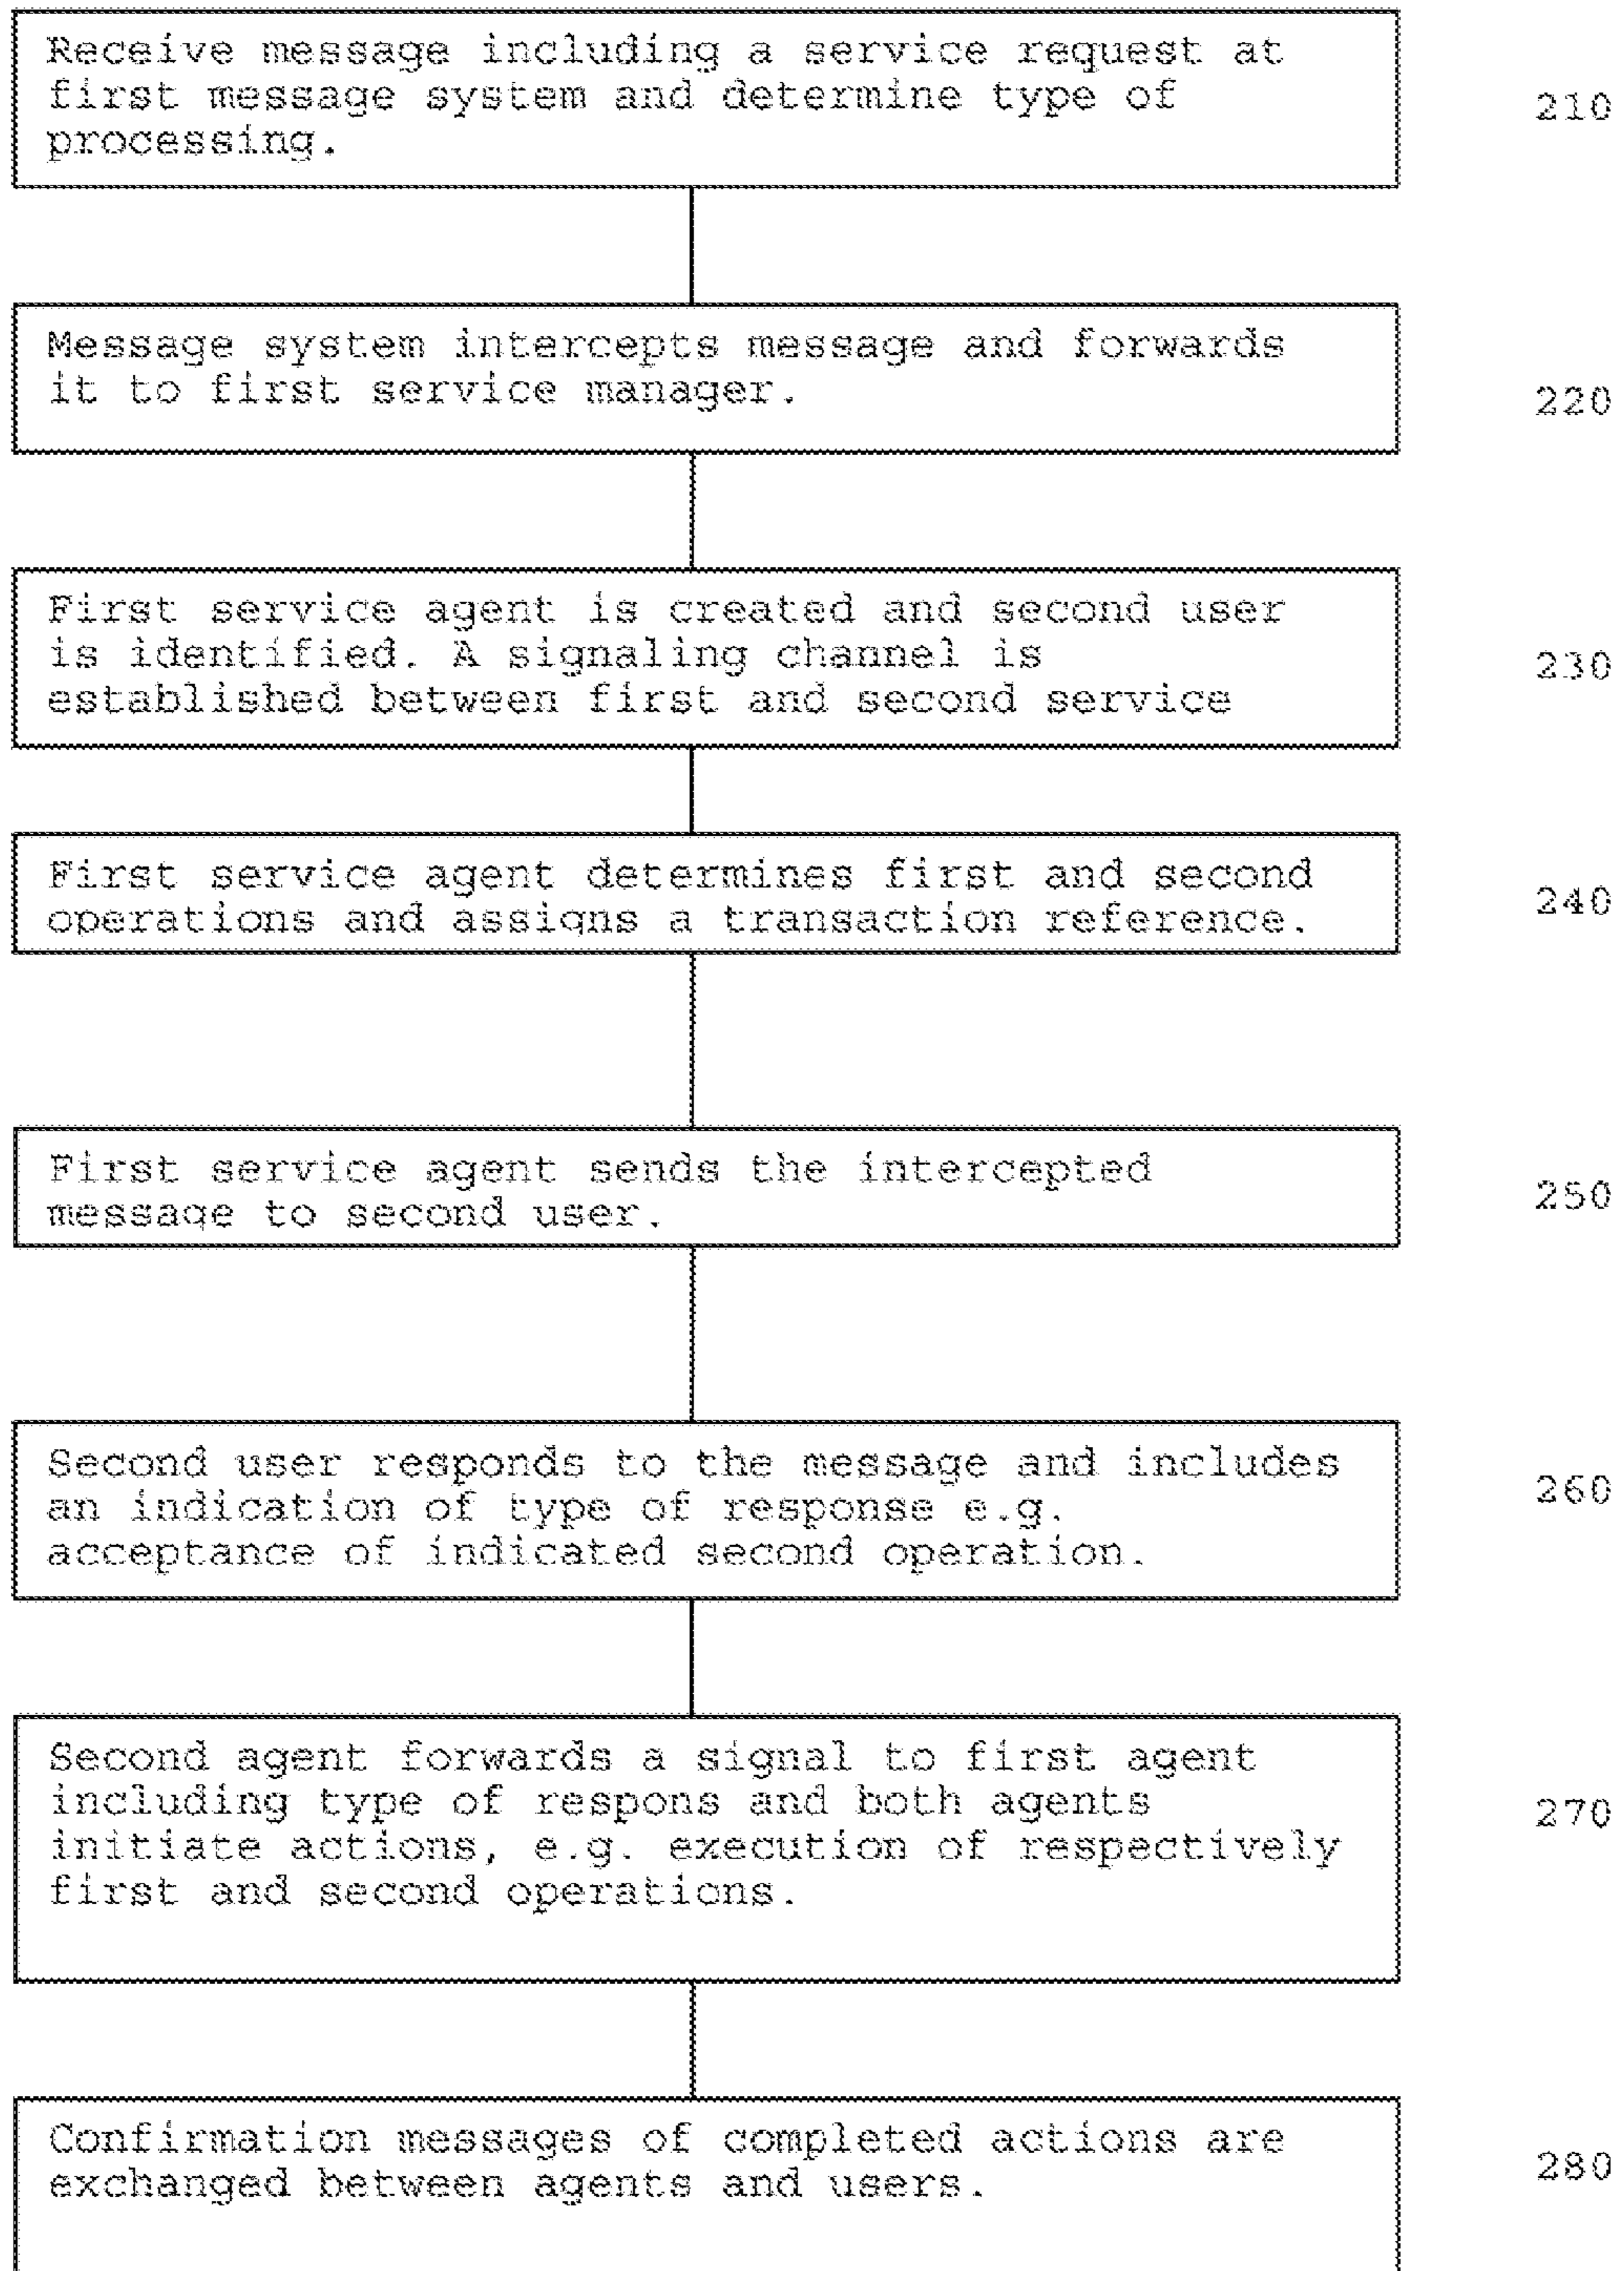 Receive message including a service request at
first message system and determine type of
processing.
210
Message system intercepts message and forwards
it to first service manager.
220
First service agent is created and second user
is identified. A signaling channel is
established between first and second service
230
First service agent determines first and second
operations and assigns a transaction reference.
240
First service agent sends the intercepted
message to second user.
250
Second user responds to the message and includes
an indication of type of response e.g.
acceptance of indicated second operation.
260
Second agent forwards a signal to first agent
including type of respons and both agents
initiate actions, e.g. execution of respectively
first and second operations.
270
Confirmation messages of completed actions are
exchanged between agents and users.
280